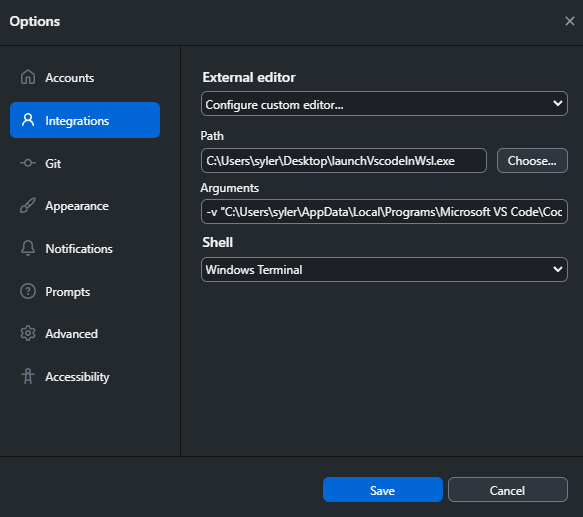 Options
Accounts
Integrations
Git
Appearance
Notifications
Prompts
Advanced
Accessibility
External editor
Configure custom editor...
Path
C:\Users\syler\Desktop\launchVscodeInWsl.exe
Choose...
Arguments
-v "C:\Users\syler\AppData\Local\Programs\Microsoft VS Code\Coc
Shell
Windows Terminal
Save
Cancel